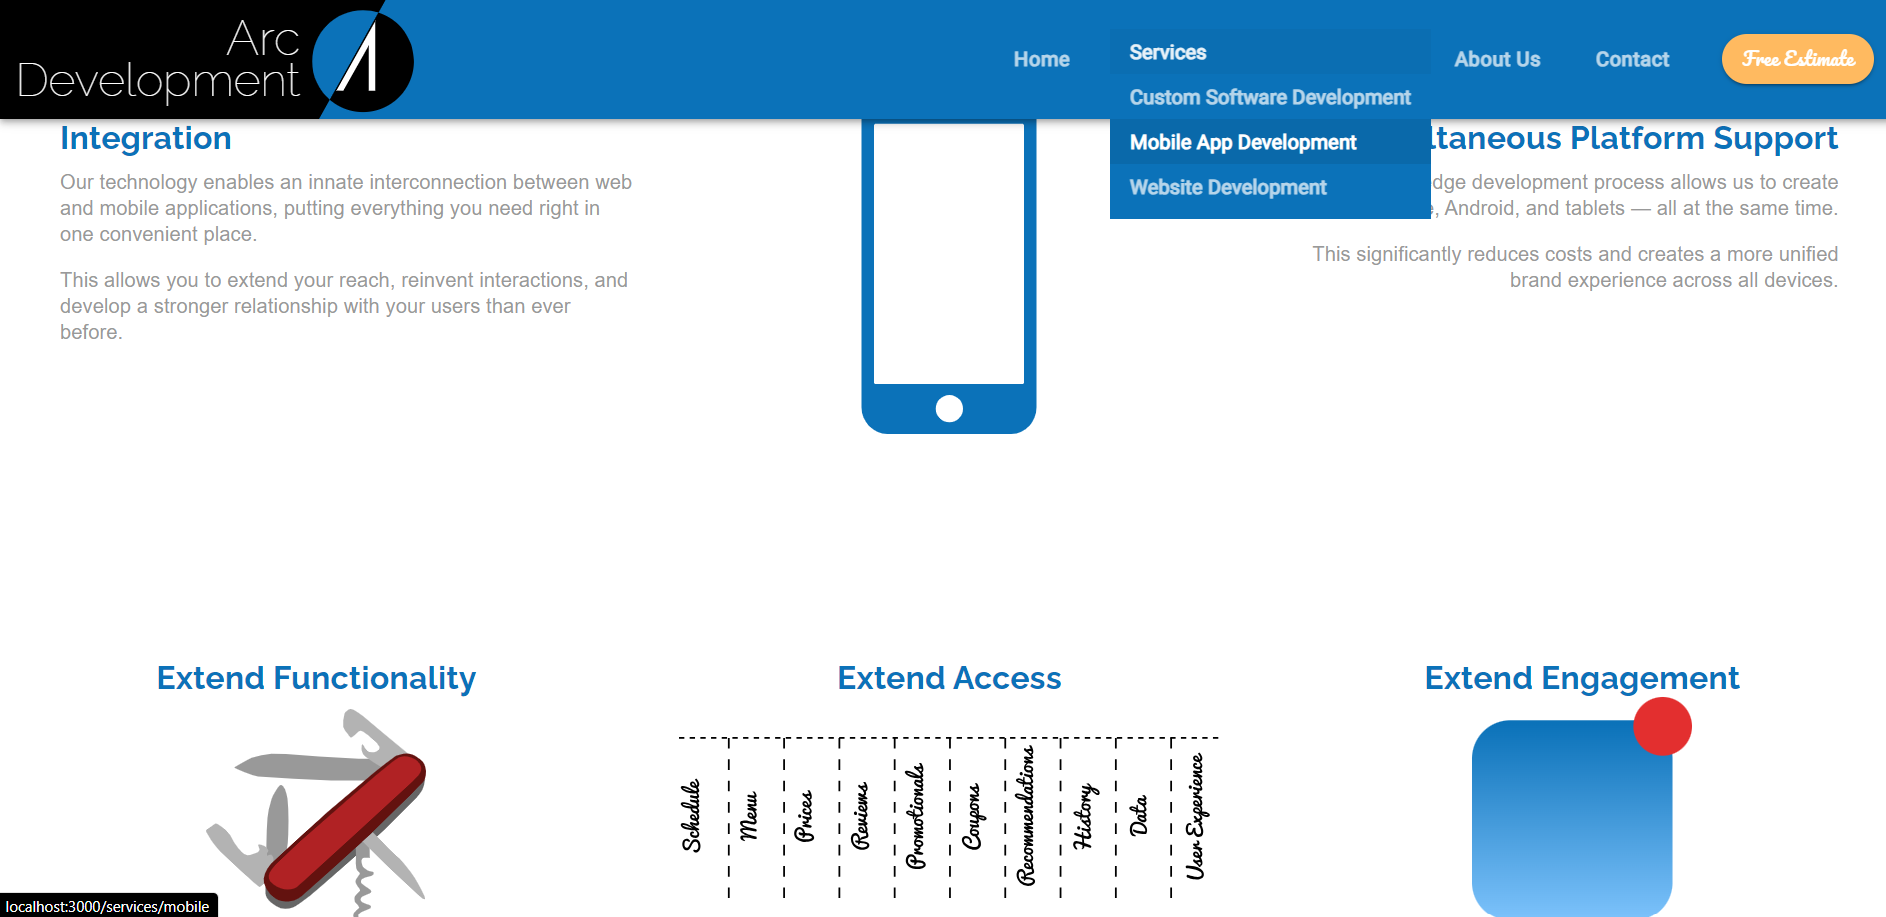 Arc
Development
Home
Services
About Us
Contact
Free Estimate
Custom Software Development
Mobile App Development
Website Development
Integration
Our technology enables an innate interconnection between web
and mobile applications, putting everything you need right in
one convenient place.
This allows you to extend your reach, reinvent interactions, and
develop a stronger relationship with your users than ever
before.
Platform Support
development process allows us to create
Android, and tablets — all at the same time.
This significantly reduces costs and creates a more unified
brand experience across all devices.
Extend Functionality
Extend Access
Schedule
Menu
Prices
Reviews
Promotionals
Coupons
Recommendations
History
Data
User Experience
Extend Engagement
localhost:3000/services/mobile